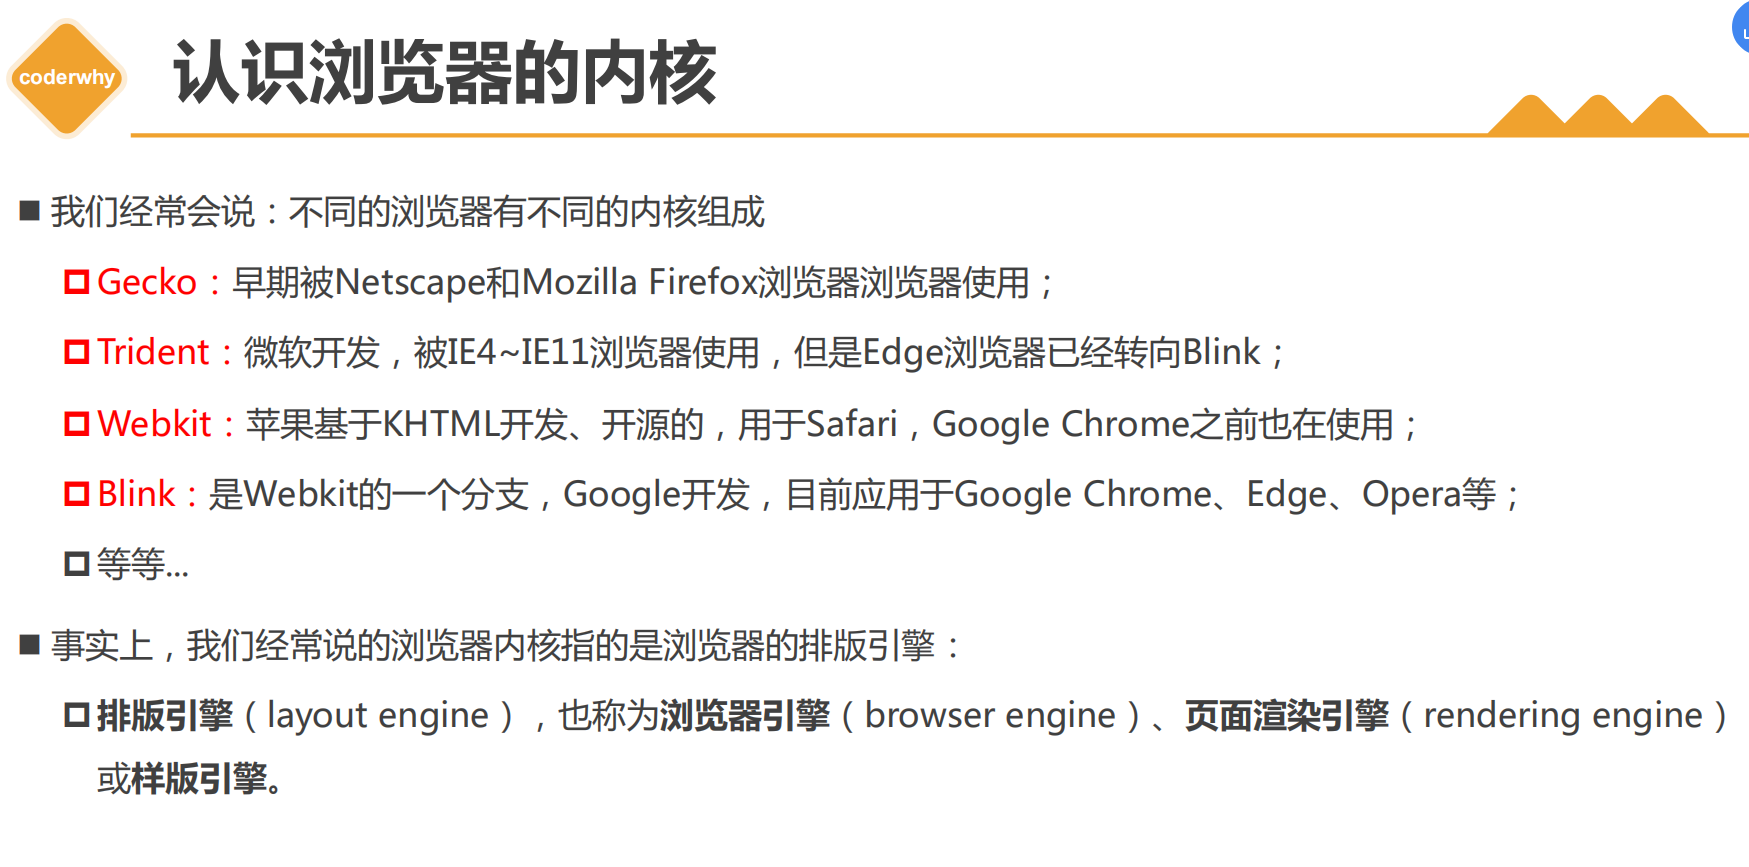 coderwhy
认识浏览器的内核
我们经常会说：不同的浏览器有不同的内核组成
Gecko：早期被Netscape和Mozilla Firefox浏览器浏览器使用；
Trident：微软开发，被IE4~IE11浏览器使用，但是Edge浏览器已经转向Blink；
Webkit：苹果基于KHTML开发、开源的，用于Safari，Google Chrome之前也在使用；
Blink：是Webkit的一个分支，Google开发，目前应用于Google Chrome、Edge、Opera等；
等等...
事实上，我们经常说的浏览器内核指的是浏览器的排版引擎：
排版引擎（layout engine），也称为浏览器引擎（browser engine）、页面渲染引擎（rendering engine）
或样版引擎。